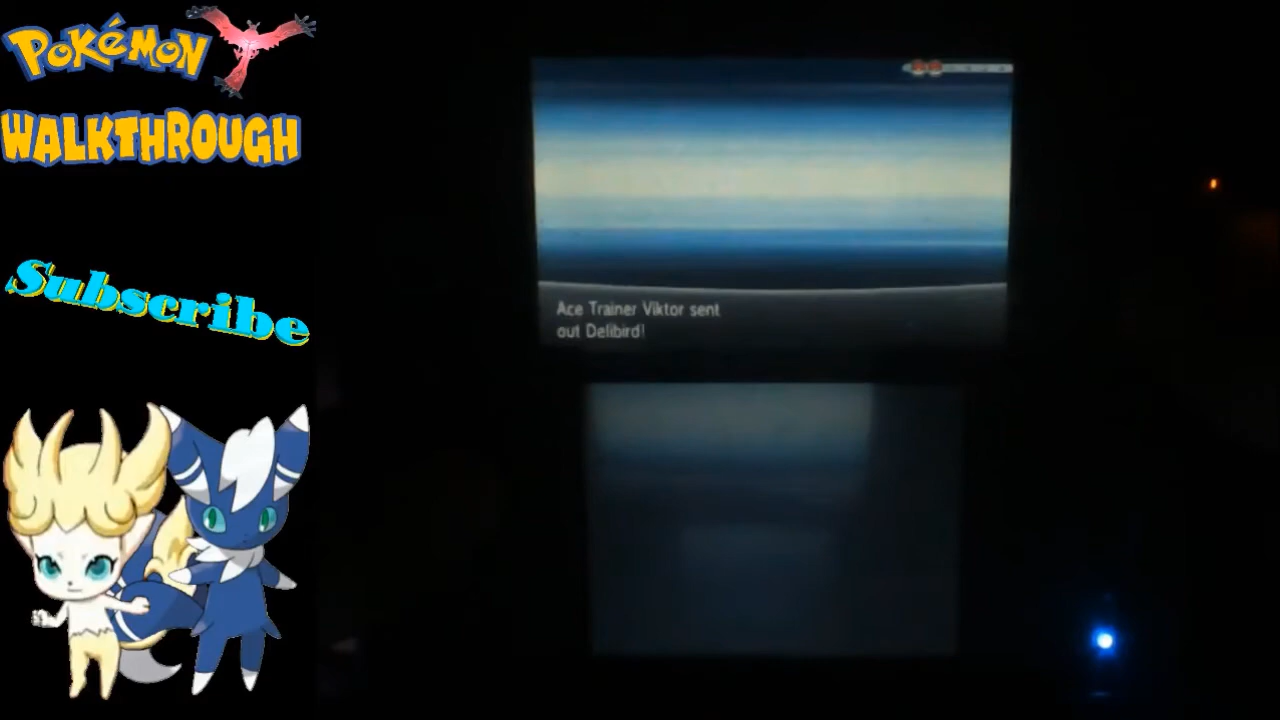 POKéMON
WALKTHROUGH
Subscribe
Ace Trainer Viktor sent
out Delibird!